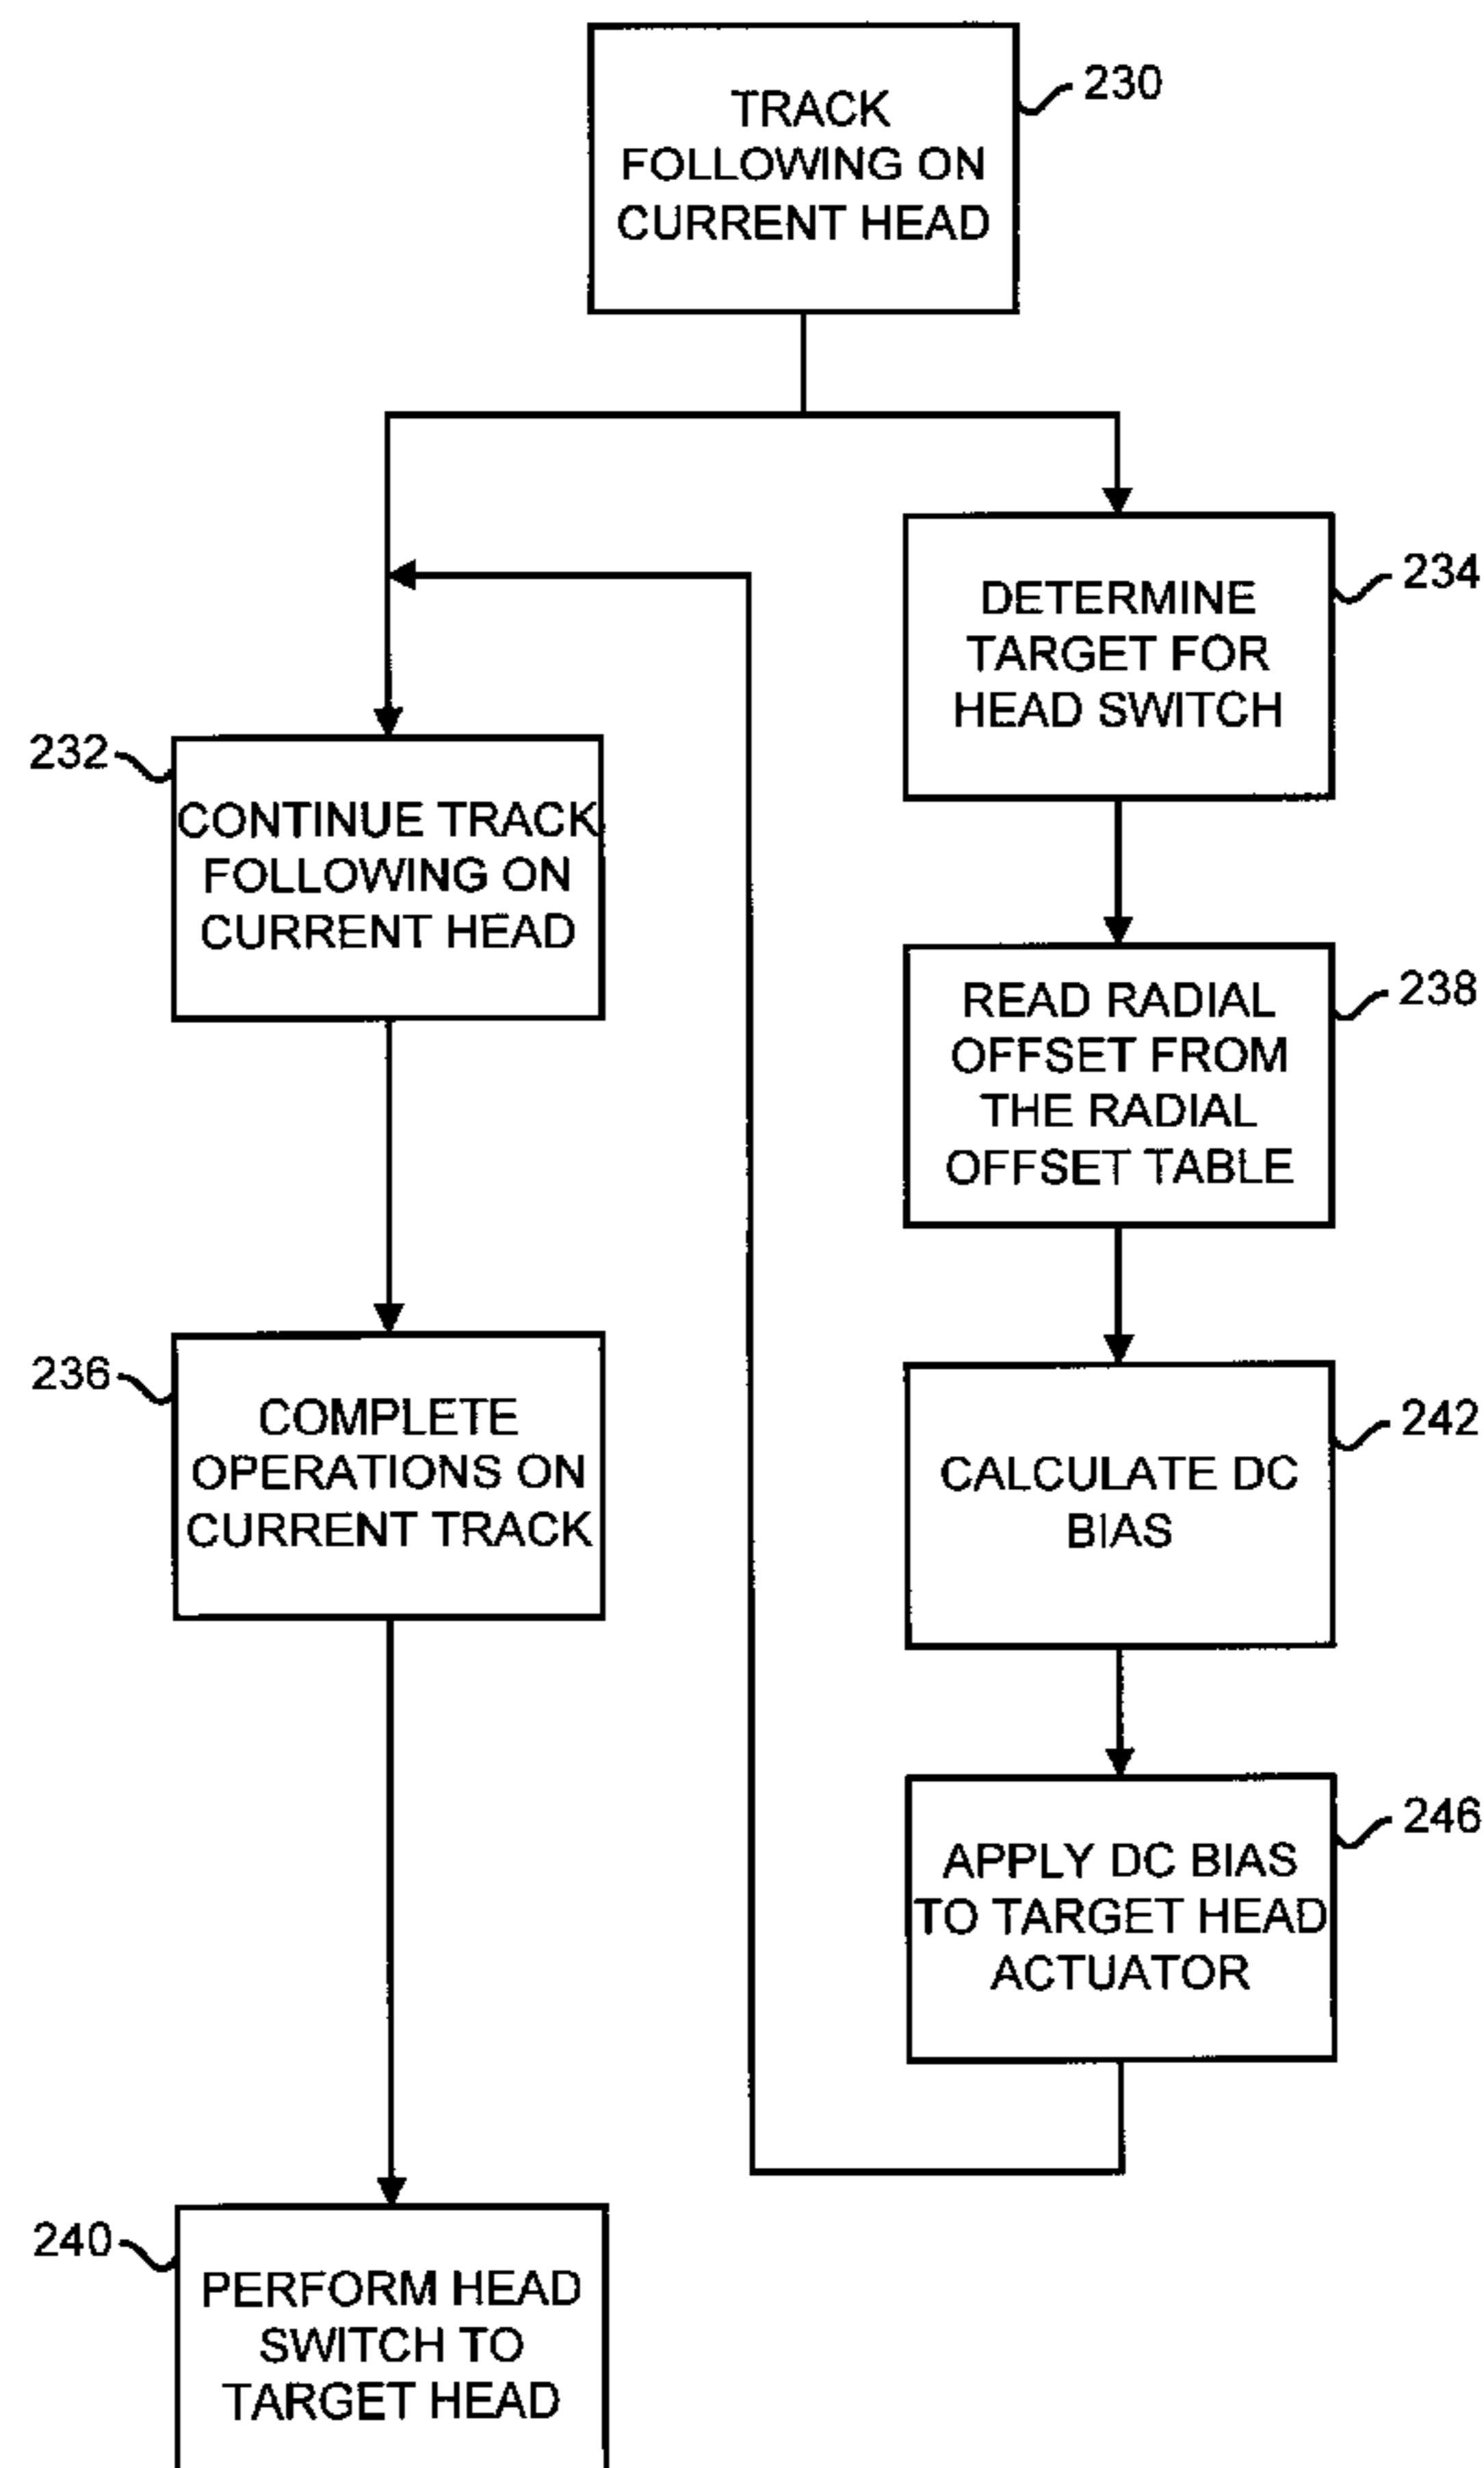 TRACK
FOLLOWING ON
CURRENT HEAD
230
DETERMINE
TARGET FOR
HEAD SWITCH
234
232
CONTINUE TRACK
FOLLOWING ON
CURRENT HEAD
READ RADIAL
OFFSET FROM
THE RADIAL
OFFSET TABLE
238
236
COMPLETE
OPERATIONS ON
CURRENT TRACK
CALCULATE DC
BIAS
242
APPLY DC BIAS
TO TARGET HEAD
ACTUATOR
246
240
PERFORM HEAD
SWITCH TO
TARGET HEAD